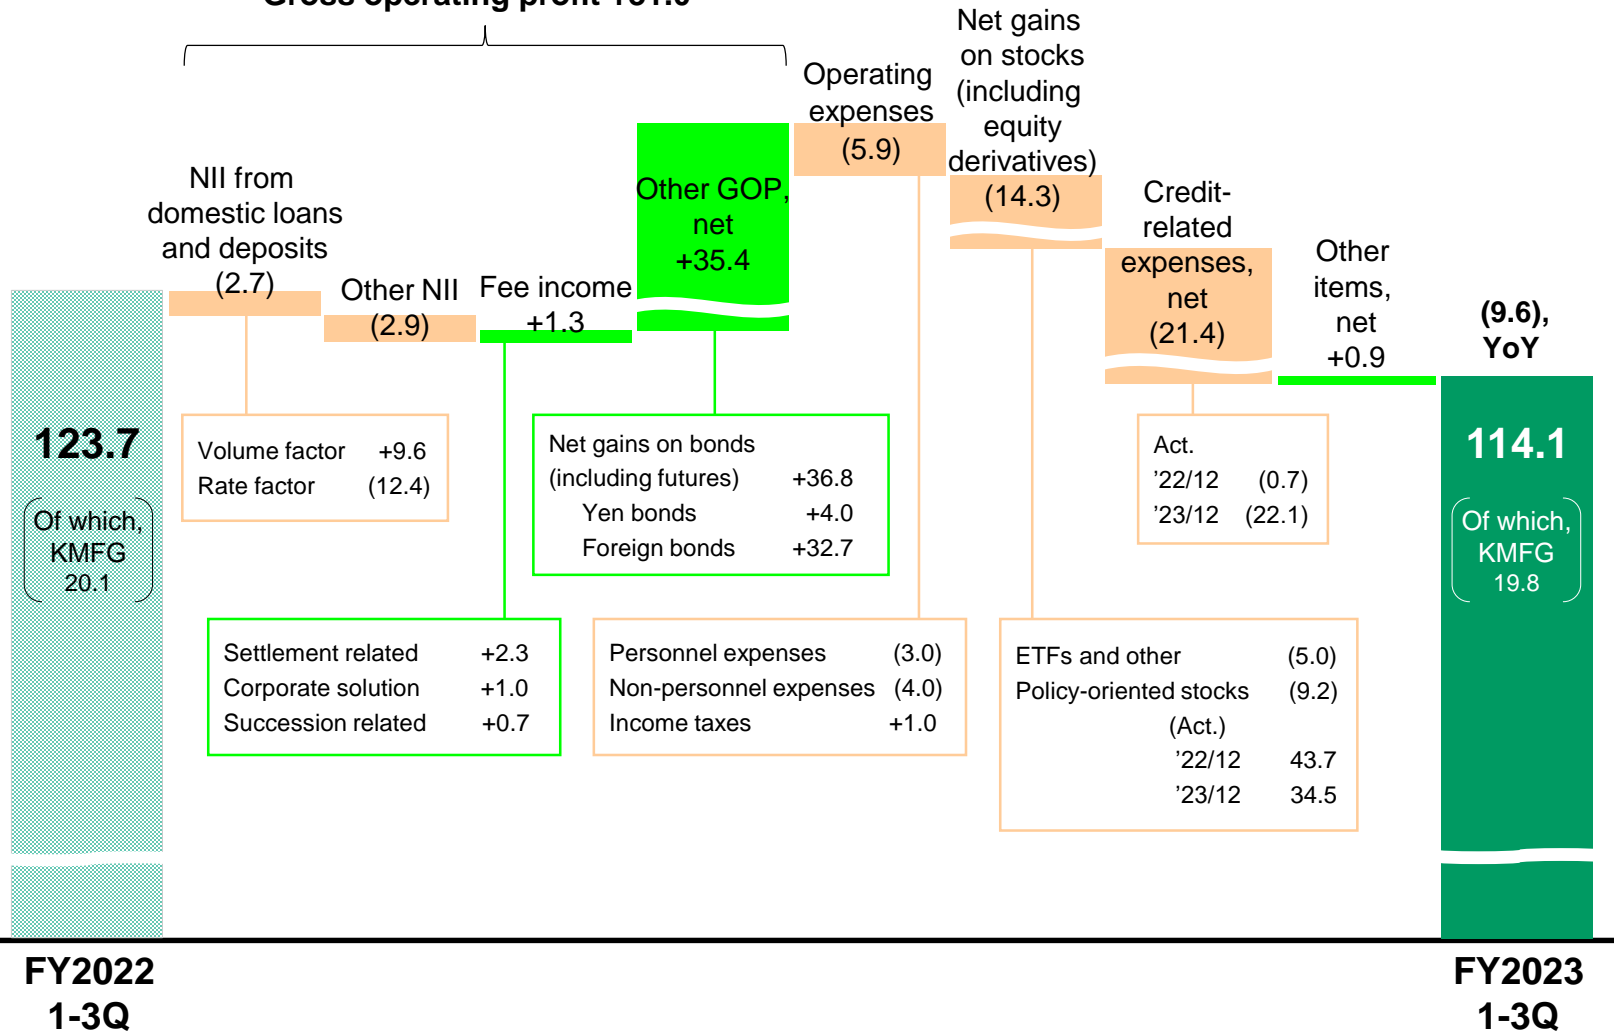 Gross operating profit +31.0
Net gains
on stocks
(including
equity
derivatives)
(14.3)
Operating
expenses
(5.9)
NII from
domestic loans
and deposits
(2.7)
Other NII
(2.9)
Fee income
+1.3
Other GOP,
net
+35.4
Credit-
related
expenses,
net
(21.4)
Other
items,
net
+0.9
(9.6),
YoY
123.7
Of which,
KMFG
20.1
Volume factor +9.6
Rate factor (12.4)
Net gains on bonds
(including futures) +36.8
Yen bonds +4.0
Foreign bonds +32.7
Act.
’22/12 (0.7)
’23/12 (22.1)
114.1
Of which,
KMFG
19.8
Settlement related +2.3
Corporate solution +1.0
Succession related +0.7
Personnel expenses (3.0)
Non-personnel expenses (4.0)
Income taxes +1.0
ETFs and other (5.0)
Policy-oriented stocks (9.2)
(Act.)
’22/12 43.7
’23/12 34.5
FY2022
1-3Q
FY2023
1-3Q